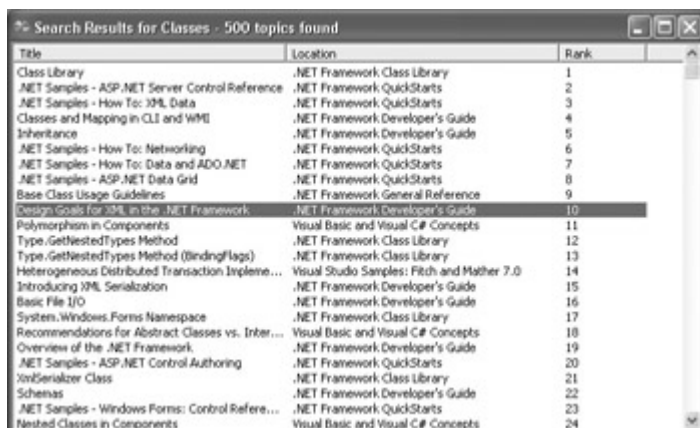 Search Results for Classes - 500 topics found
Title Location Rank
Class Library .NET Framework Class Library 1
.NET Samples - ASP.NET Server Control Reference .NET Framework QuickStarts 2
.NET Samples - How To: XML Data .NET Framework QuickStarts 3
Classes and Mapping in CLI and WMI .NET Framework Developer's Guide 4
Inheritance .NET Framework Developer's Guide 5
.NET Samples - How To: Networking .NET Framework QuickStarts 6
.NET Samples - How To: Data and ADO.NET .NET Framework QuickStarts 7
.NET Samples - ASP.NET Data Grid .NET Framework QuickStarts 8
Base Class Usage Guidelines .NET Framework General Reference 9
Design Goals for XML in the .NET Framework .NET Framework Developer's Guide 10
Polymorphism in Components Visual Basic and Visual C# Concepts 11
Type.GetNestedTypes Method .NET Framework Class Library 12
Type.GetNestedTypes Method (BindingFlags) .NET Framework Class Library 13
Heterogeneous Distributed Transaction Impleme... Visual Studio Samples: Fitch and Mather 7.0 14
Introducing XML Serialization .NET Framework Developer's Guide 15
Basic File I/O .NET Framework Developer's Guide 16
System.Windows.Forms Namespace .NET Framework Class Library 17
Recommendations for Abstract Classes vs. Inter... Visual Basic and Visual C# Concepts 18
Overview of the .NET Framework .NET Framework Developer's Guide 19
.NET Samples - ASP.NET Control Authoring .NET Framework QuickStarts 20
XmlSerializer Class .NET Framework Class Library 21
Schemas .NET Framework Developer's Guide 22
.NET Samples - Windows Forms: Control Refere... .NET Framework QuickStarts 23
Nested Classes in Components Visual Basic and Visual C# Concepts 24